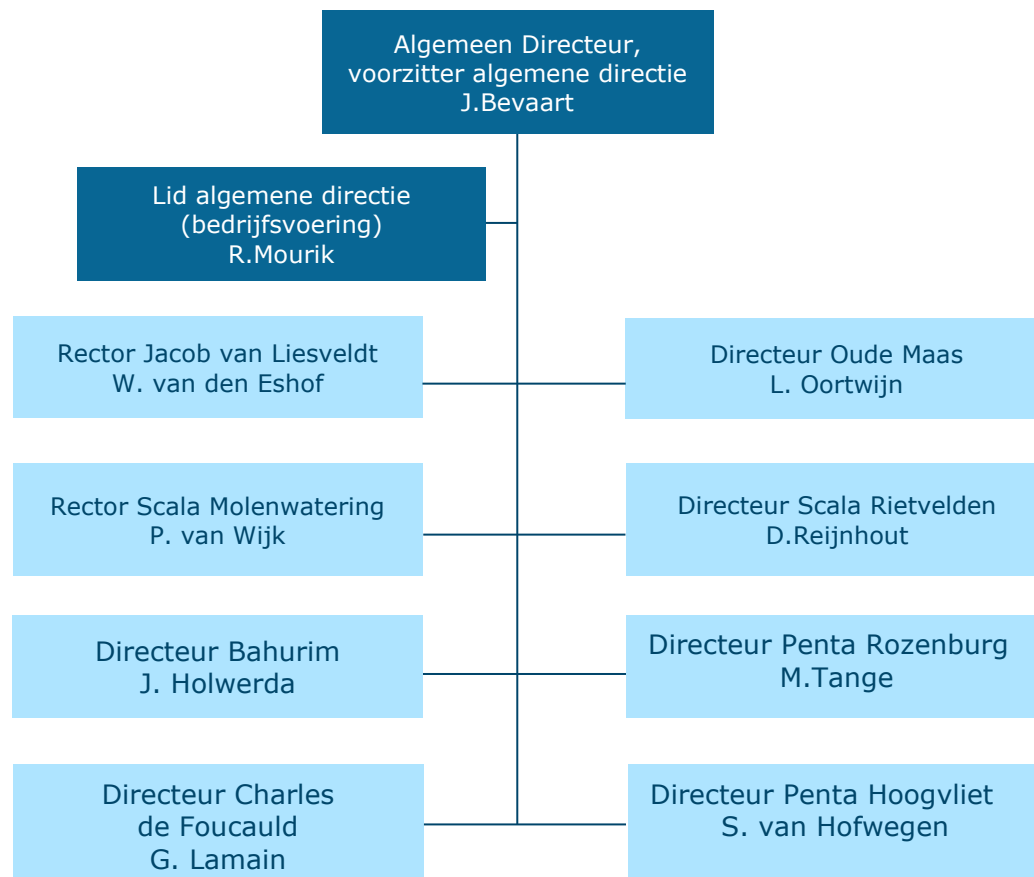 Algemeen Directeur,
voorzitter algemene directie
J.Bevaart
Lid algemene directie
(bedrijfsvoering)
R.Mourik
Rector Jacob van Liesveldt
W. van den Eshof
Directeur Oude Maas
L. Oortwijn
Rector Scala Molenwatering
P. van Wijk
Directeur Scala Rietvelden
D.Reijnhout
Directeur Bahurim
J. Holwerda
Directeur Penta Rozenburg
M.Tange
Directeur Charles
de Foucauld
G. Lamain
Directeur Penta Hoogvliet
S. van Hofwegen